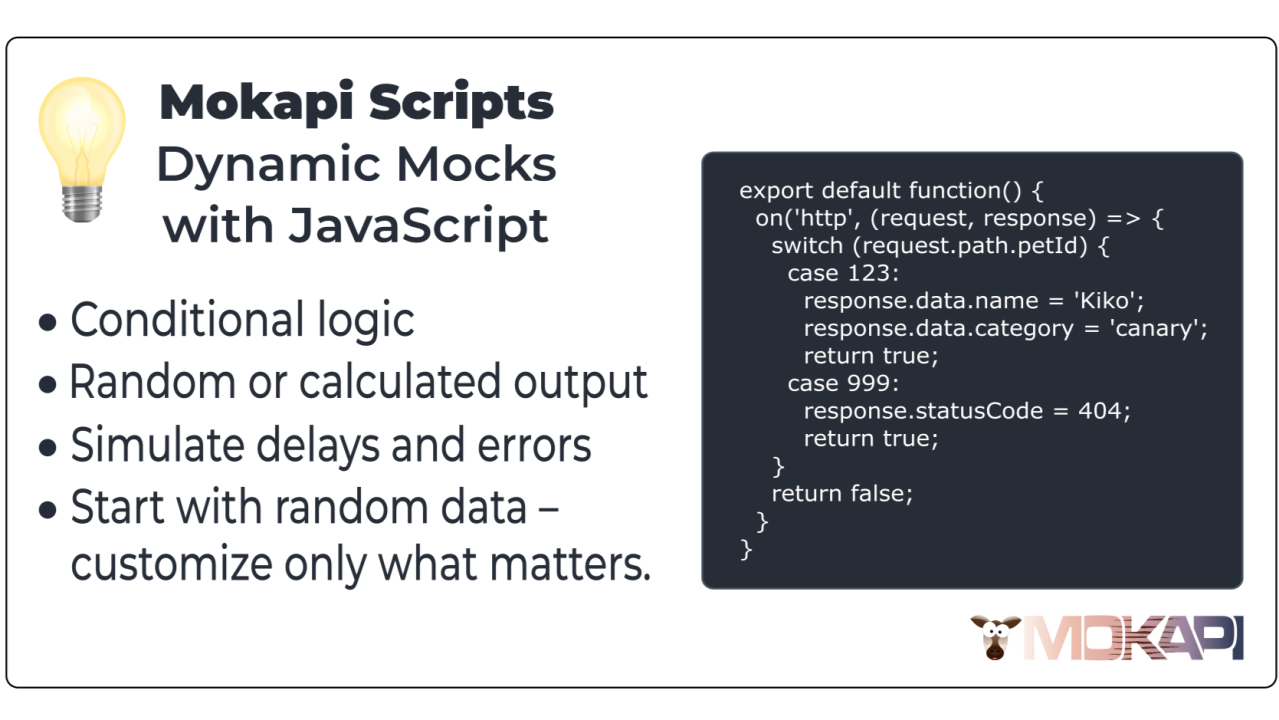 Mokapi Scripts
Dynamic Mocks
with JavaScript
• Conditional logic
• Random or calculated output
• Simulate delays and errors
• Start with random data –
customize only what matters.
export default function() {
  on('http', (request, response) => {
    switch (request.path.petId) {
      case 123:
        response.data.name = 'Kiko';
        response.data.category = 'canary';
        return true;
      case 999:
        response.statusCode = 404;
        return true;
    }
    return false;
  }
}
MOKAPI